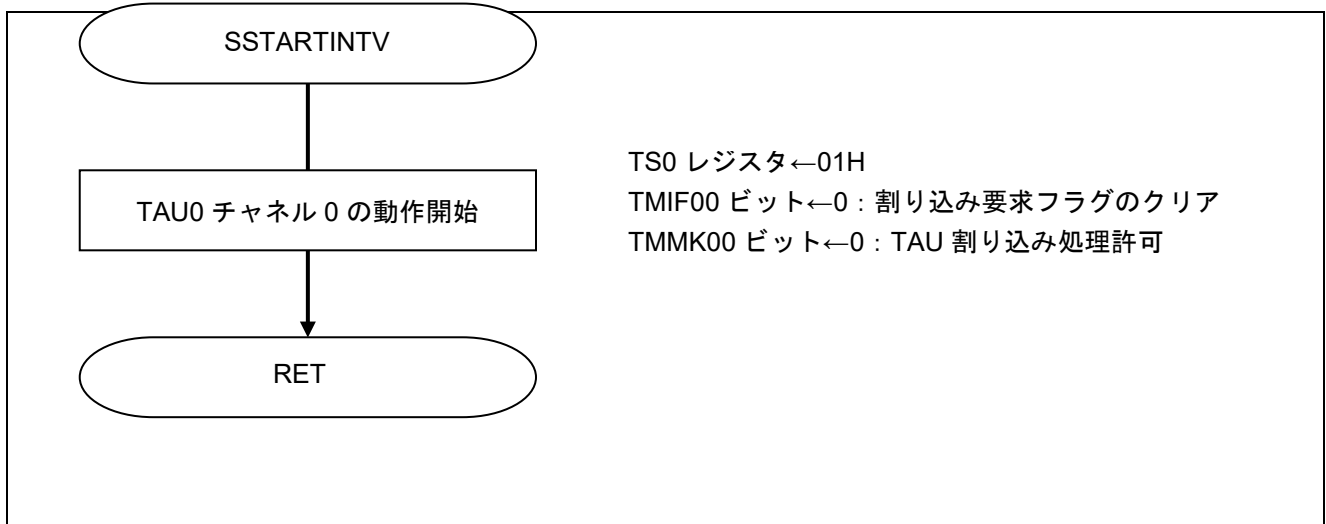 SSTARTINTV
TAU0 チャネル 0 の動作開始
TS0 レジスタ←01H
TMIF00 ビット←0：割り込み要求フラグのクリア
TMMK00 ビット←0：TAU 割り込み処理許可
RET